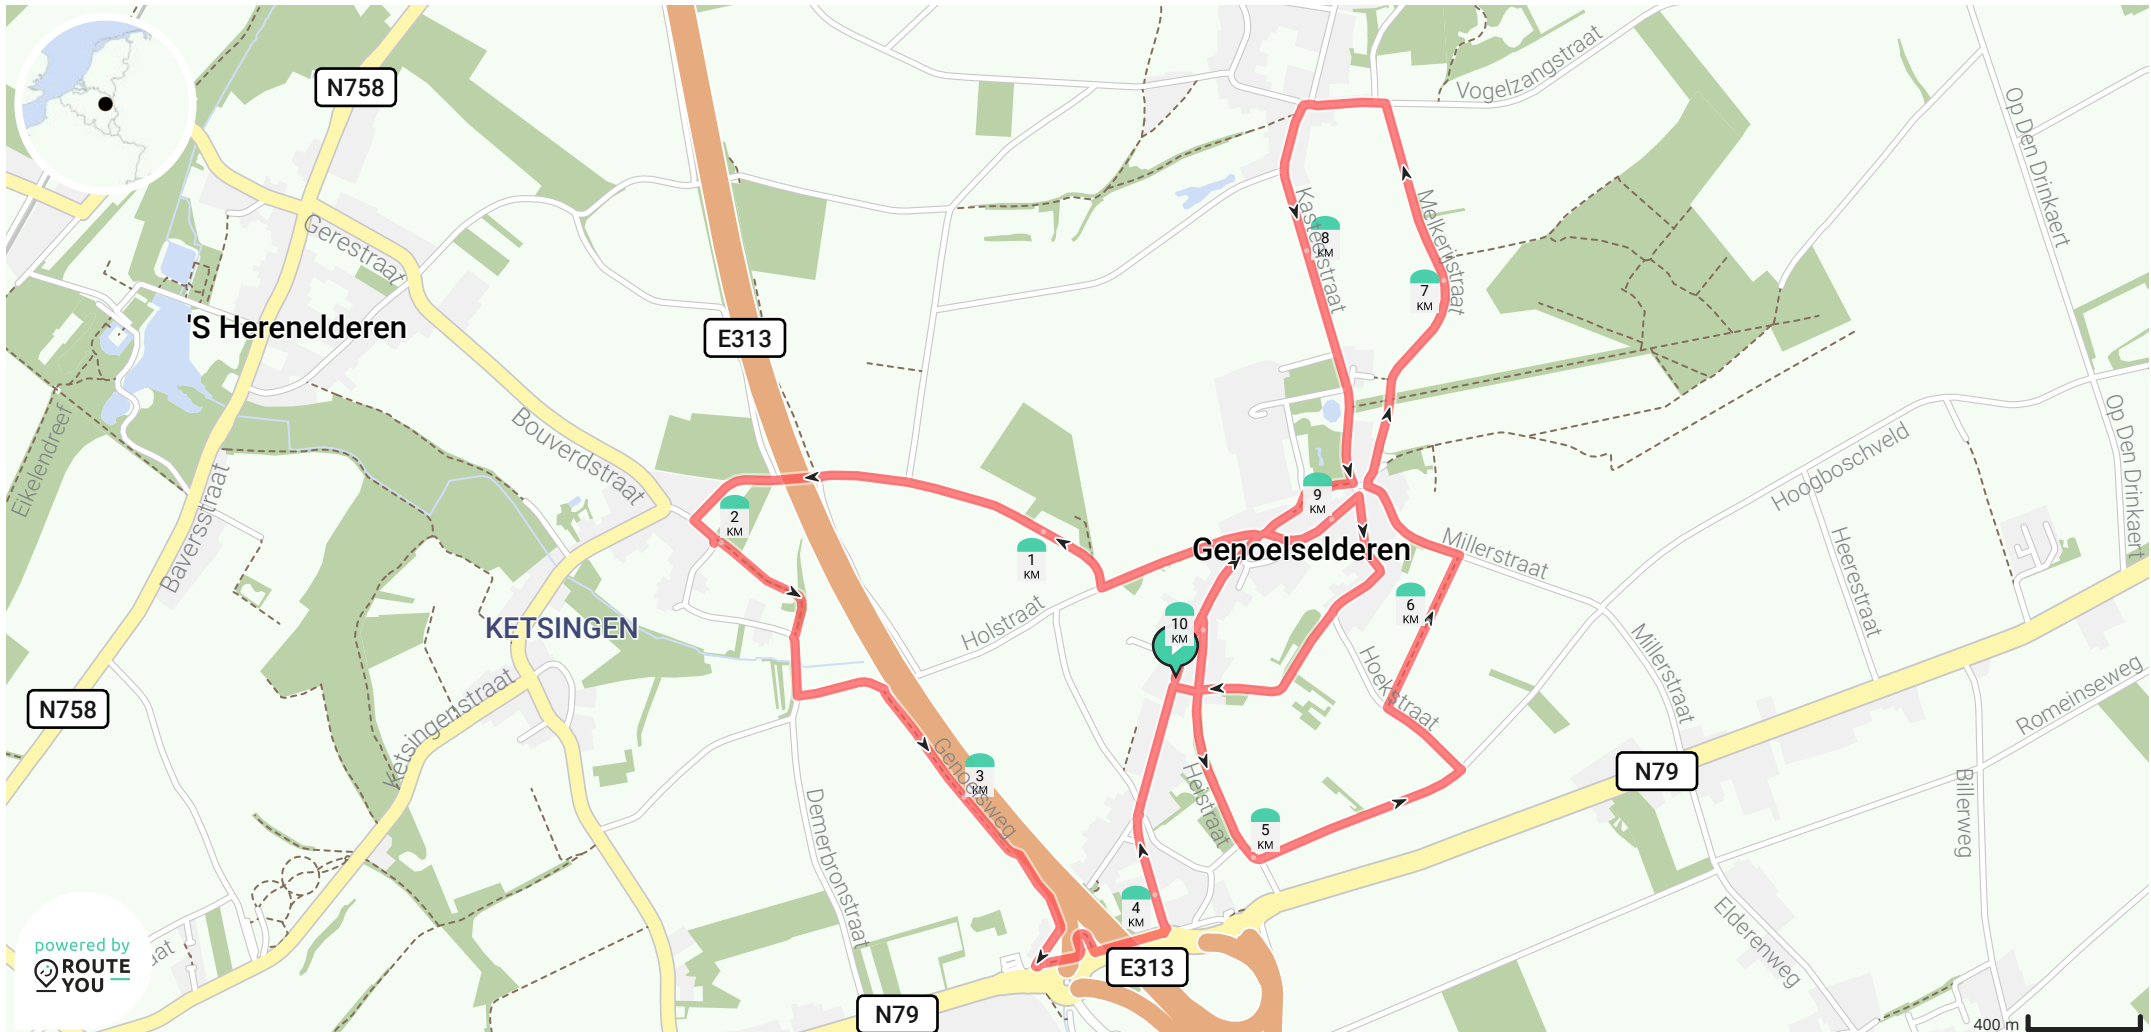 Vogelzangstraat
N758
Op Den Drinkaert
Gerestraat
Kasteelstraat
Melkerijstraat
8
KM
7
KM
'S Herenelderen
E313
Eikelendreef
Bouverdstraat
Op Den Drinkaert
Hoogboschveld
Baversstraat
9
KM
2
KM
Genoelselderen
Millerstraat
Heerestraat
1
KM
6
KM
Holstraat
KETSINGEN
10
KM
Millerstraat
Hoekstraat
Romeinseweg
N758
Ketsingenstraat
Genoelsweg
3
KM
N79
Heistraat
Demerbronstraat
5
KM
Billerweg
4
KM
Elderenweg
powered by
ROUTE
YOU
aat
E313
N79
400 m